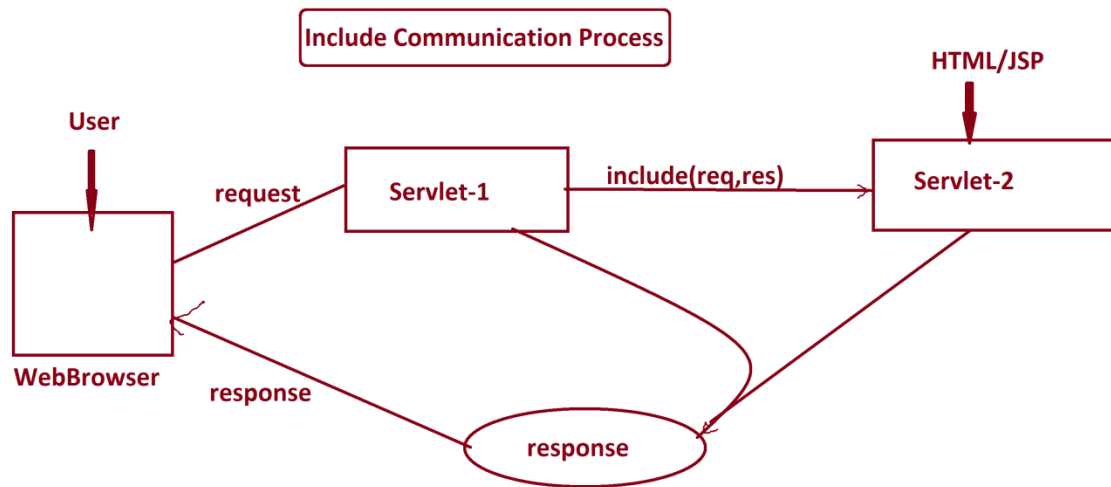 Include Communication Process
HTML/JSP
User
request
Servlet-1
include(req,res)
Servlet-2
WebBrowser
response
response